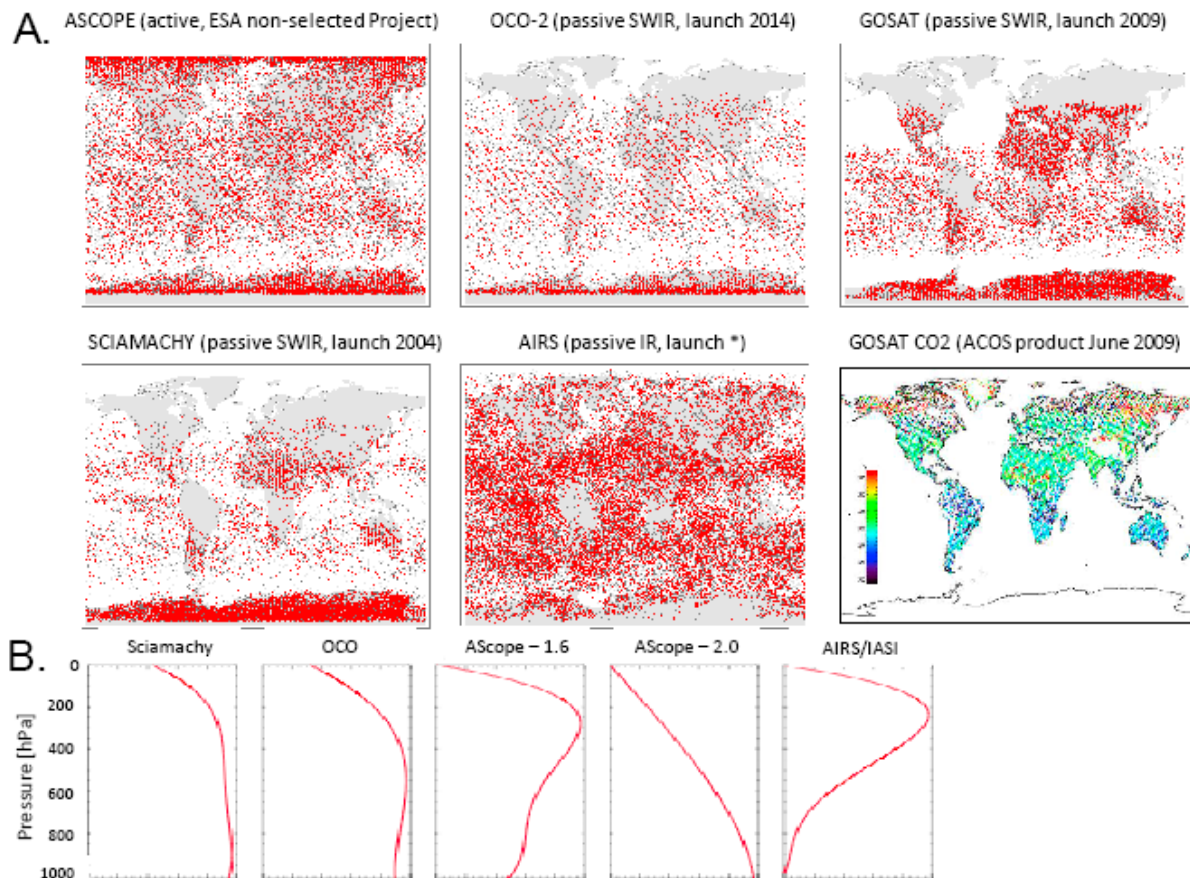 A.
ASCOPE (active, ESA non-selected Project)
OCO-2 (passive SWIR, launch 2014)
GOSAT (passive SWIR, launch 2009)
SCIAMACHY (passive SWIR, launch 2004)
AIRS (passive IR, launch *)
GOSAT CO2 (ACOS product June 2009)
B.
Sciamachy
OCO
AScope – 1.6
AScope – 2.0
AIRS/IASI
Pressure [hPa]
0
200
400
600
800
1000